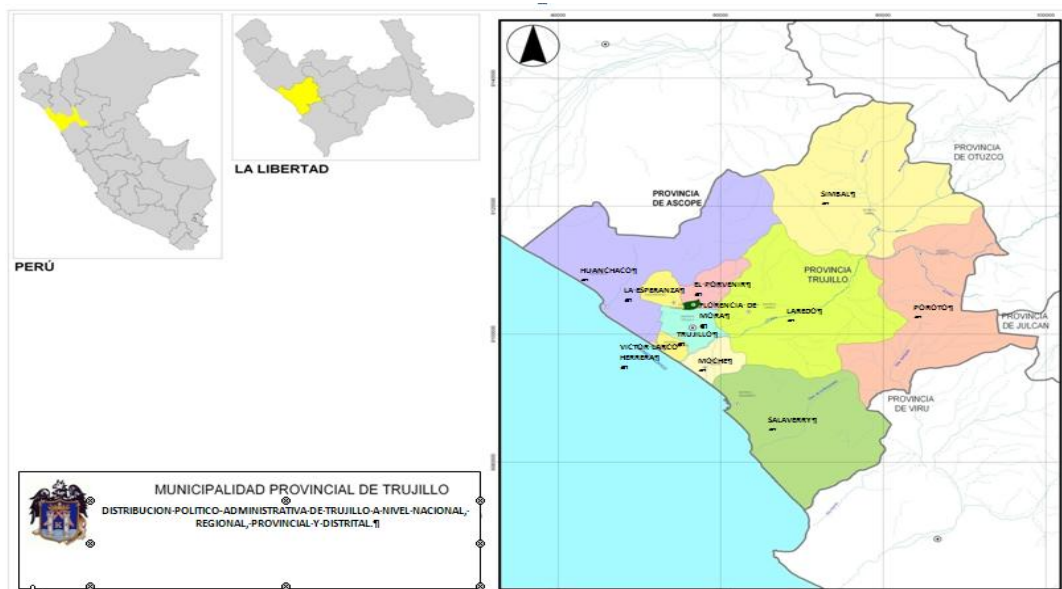 PERÚ
LA LIBERTAD
PROVINCIA
DE OTUZCO
PROVINCIA
DE ASCOPE
SIMBAL¶
HUANCHACO¶
LA·ESPERANZA¶
EL·PORVENIR¶
PROVINCIA
TRUJILLO
FLORENCIA·DE·
MORA¶
LAREDO¶
POROTO¶
PROVINCIA
DE JULCAN
TRUJILLO¶
VICTOR·LARCO·
HERRERA¶
MOCHE¶
PROVINCIA
DE VIRU
SALAVERRY¶
MUNICIPALIDAD PROVINCIAL DE TRUJILLO
DISTRIBUCION·POLITICO-ADMINISTRATIVA·DE·TRUJILLO·A·NIVEL·NACIONAL,·
REGIONAL,·PROVINCIAL·Y·DISTRITAL.¶